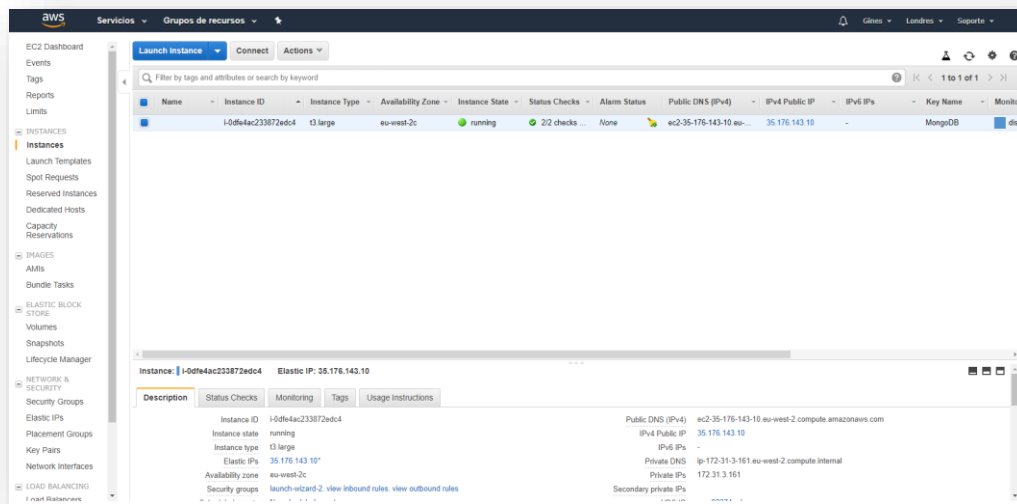 aws Servicios Grupos de recursos Gines Londres Soporte
EC2 Dashboard
Events
Tags
Reports
Limits
INSTANCES
Instances
Launch Templates
Spot Requests
Reserved Instances
Dedicated Hosts
Capacity
Reservations
IMAGES
AMIs
Bundle Tasks
ELASTIC BLOCK
STORE
Volumes
Snapshots
Lifecycle Manager
NETWORK &
SECURITY
Security Groups
Elastic IPs
Placement Groups
Key Pairs
Network Interfaces
LOAD BALANCING
Load Balancers
Launch Instance Connect Actions
Filter by tags and attributes or search by keyword 1 to 1 of 1
Name Instance ID Instance Type Availability Zone Instance State Status Checks Alarm Status Public DNS (IPv4) IPv4 Public IP IPv6 IPs Key Name Monito
i-0dfe4ac233872edc4 t3.large eu-west-2c running 2/2 checks ... None ec2-35-176-143-10.eu-... 35.176.143.10 - MongoDB dis
Instance: i-0dfe4ac233872edc4 Elastic IP: 35.176.143.10
Description Status Checks Monitoring Tags Usage Instructions
Instance ID i-0dfe4ac233872edc4 Public DNS (IPv4) ec2-35-176-143-10.eu-west-2.compute.amazonaws.com
Instance state running IPv4 Public IP 35.176.143.10
Instance type t3.large IPv6 IPs -
Elastic IPs 35.176.143.10* Private DNS ip-172-31-3-161.eu-west-2.compute.internal
Availability zone eu-west-2c Private IPs 172.31.3.161
Security groups launch-wizard-2. view inbound rules. view outbound rules Secondary private IPs